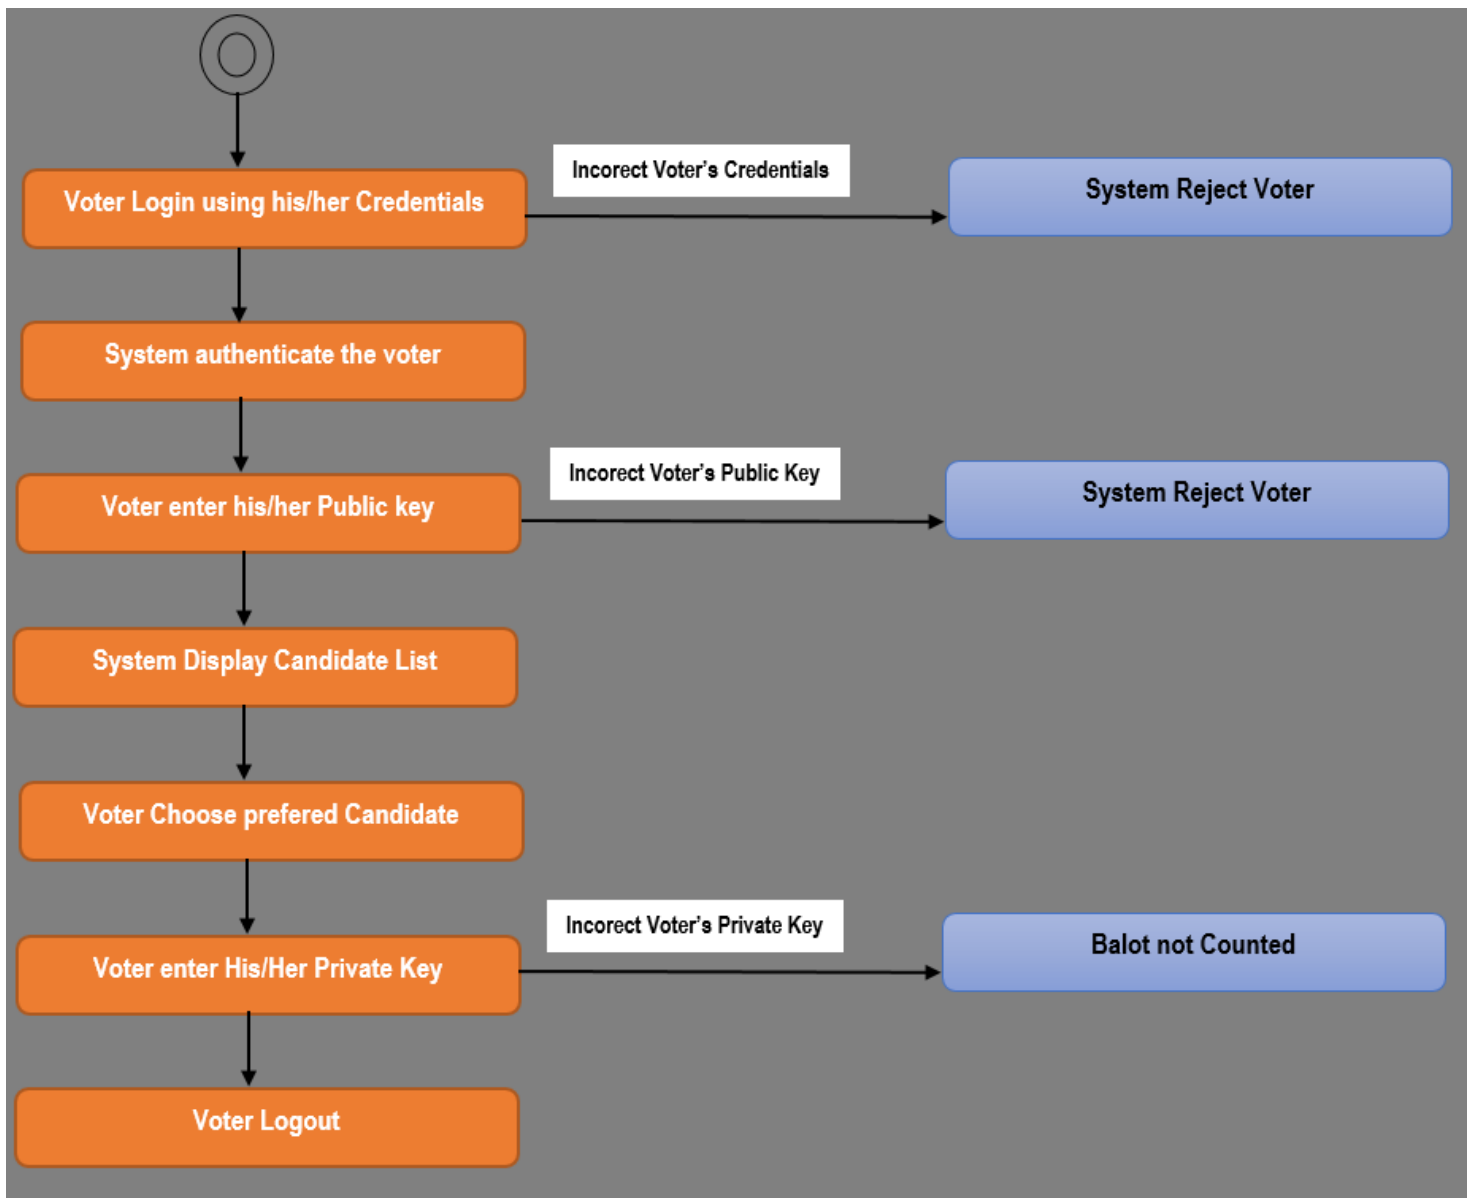 Voter Login using his/her Credentials
Incorect Voter's Credentials
System Reject Voter
System authenticate the voter
Voter enter his/her Public key
Incorect Voter's Public Key
System Reject Voter
System Display Candidate List
Voter Choose prefered Candidate
Voter enter His/Her Private Key
Incorect Voter's Private Key
Balot not Counted
Voter Logout